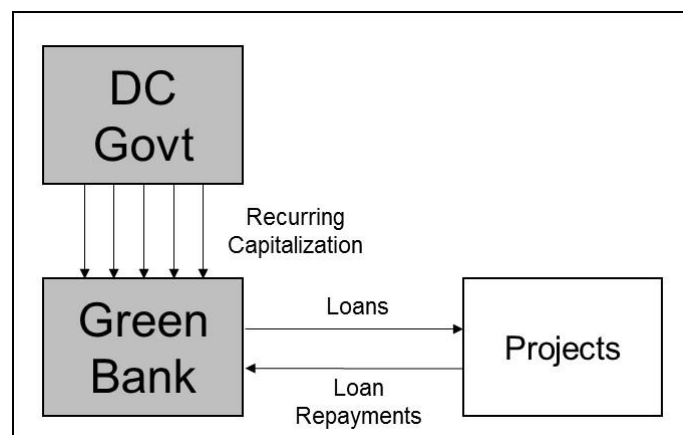 DC
Govt
Recurring
Capitalization
Green
Bank
Loans
Projects
Loan
Repayments